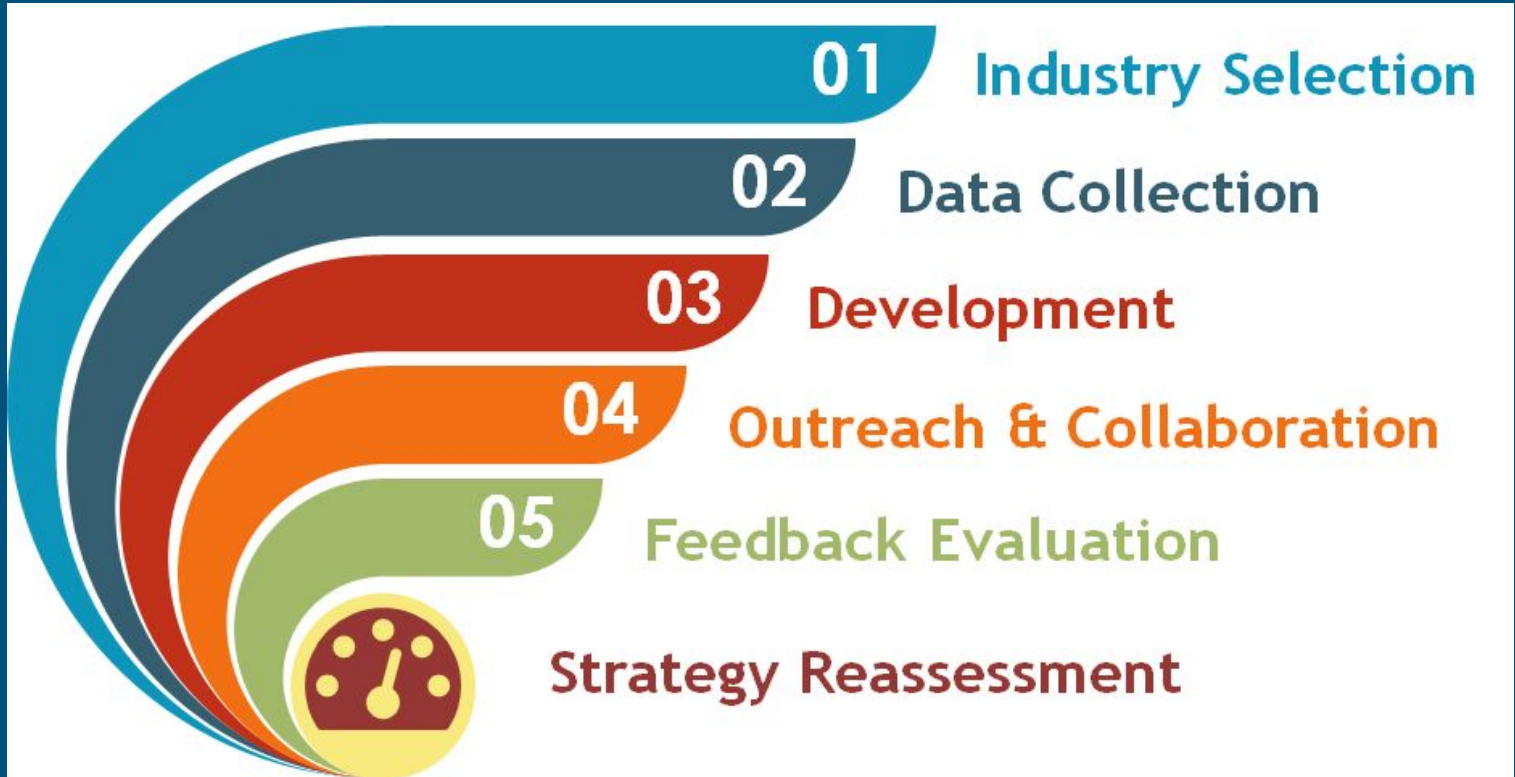 01 Industry Selection
02 Data Collection
03 Development
04 Outreach & Collaboration
05 Feedback Evaluation
Strategy Reassessment